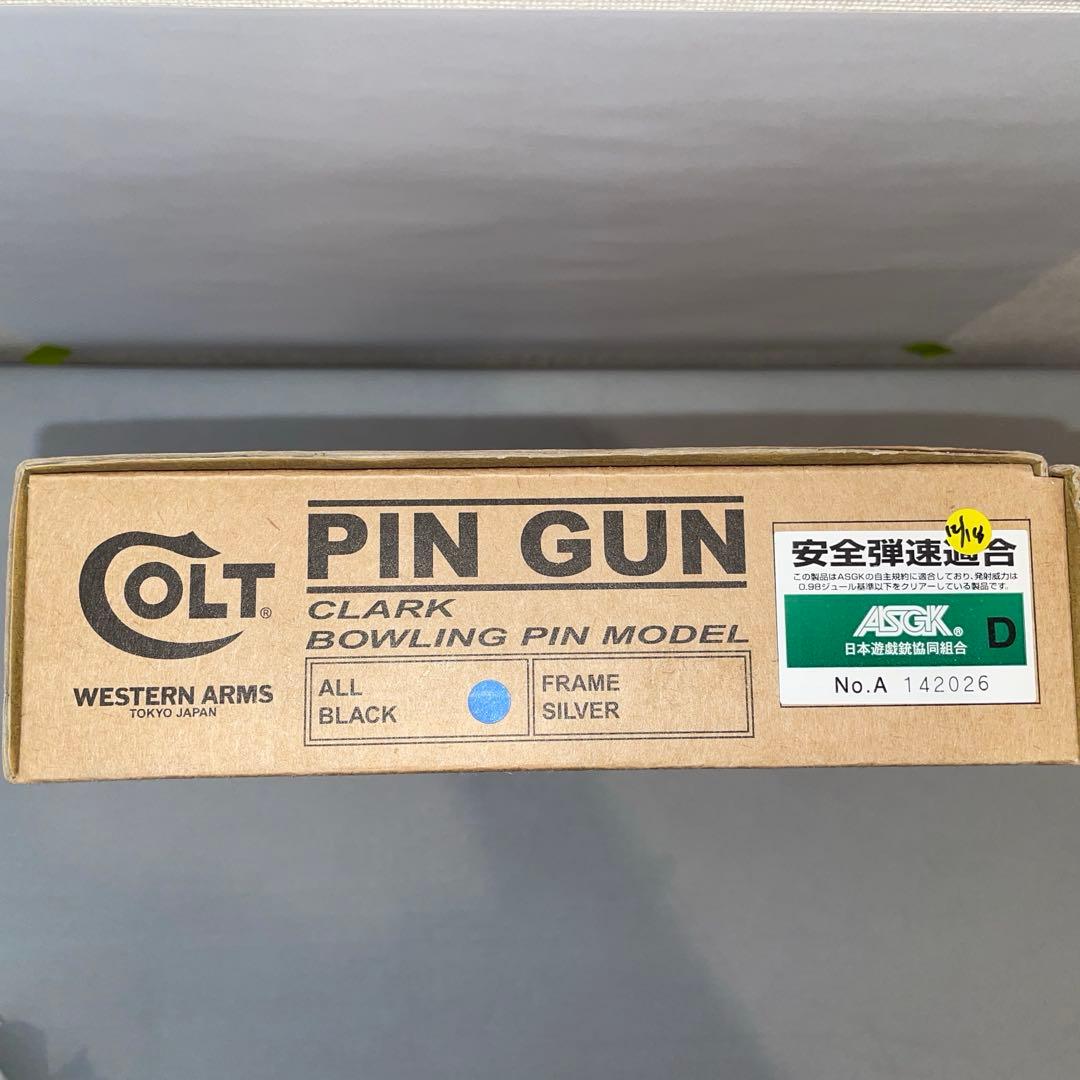 COLT®
WESTERN ARMS
TOKYO JAPAN
PIN GUN
CLARK
BOWLING PIN MODEL
ALL
BLACK
FRAME
SILVER
12/14
安全弾速適合
この製品はASGKの自主規約に適合しており、発射威力は
0.98ジュール基準以下をクリアーしている製品です。
ASGK® D
日本遊戯銃協同組合
No.A 142026